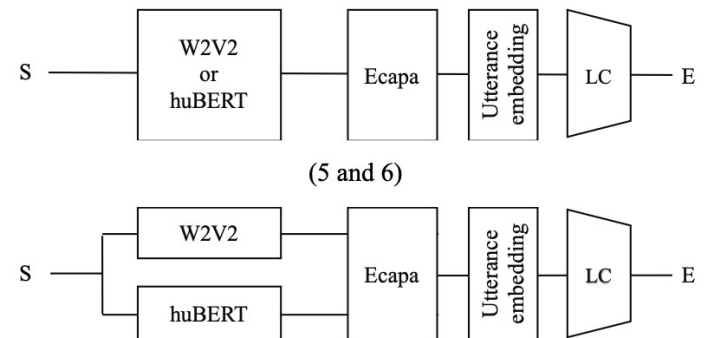 S
W2V2
or
huBERT
Ecapa
Utterance
embedding
LC
E
(5 and 6)
S
W2V2
huBERT
Ecapa
Utterance
embedding
LC
E